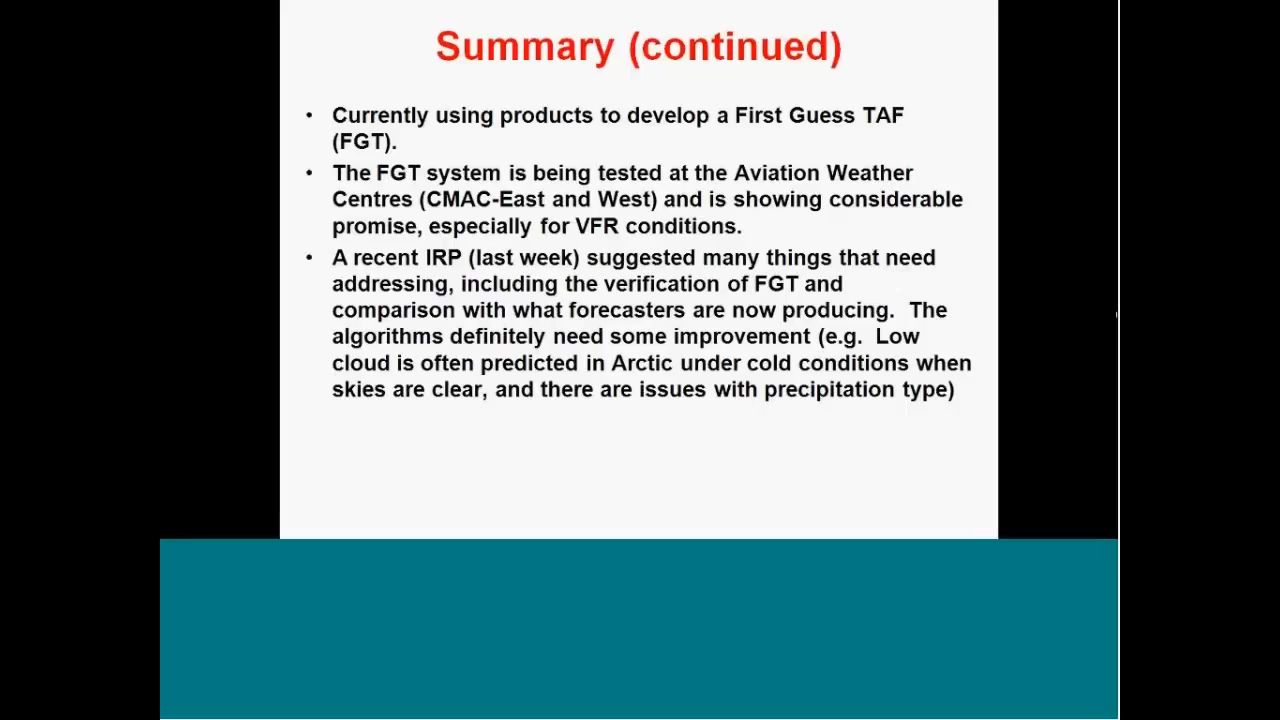 Summary (continued)
• Currently using products to develop a First Guess TAF
(FGT).
• The FGT system is being tested at the Aviation Weather
Centres (CMAC-East and West) and is showing considerable
promise, especially for VFR conditions.
• A recent IRP (last week) suggested many things that need
addressing, including the verification of FGT and
comparison with what forecasters are now producing.  The
algorithms definitely need some improvement (e.g.  Low
cloud is often predicted in Arctic under cold conditions when
skies are clear, and there are issues with precipitation type)